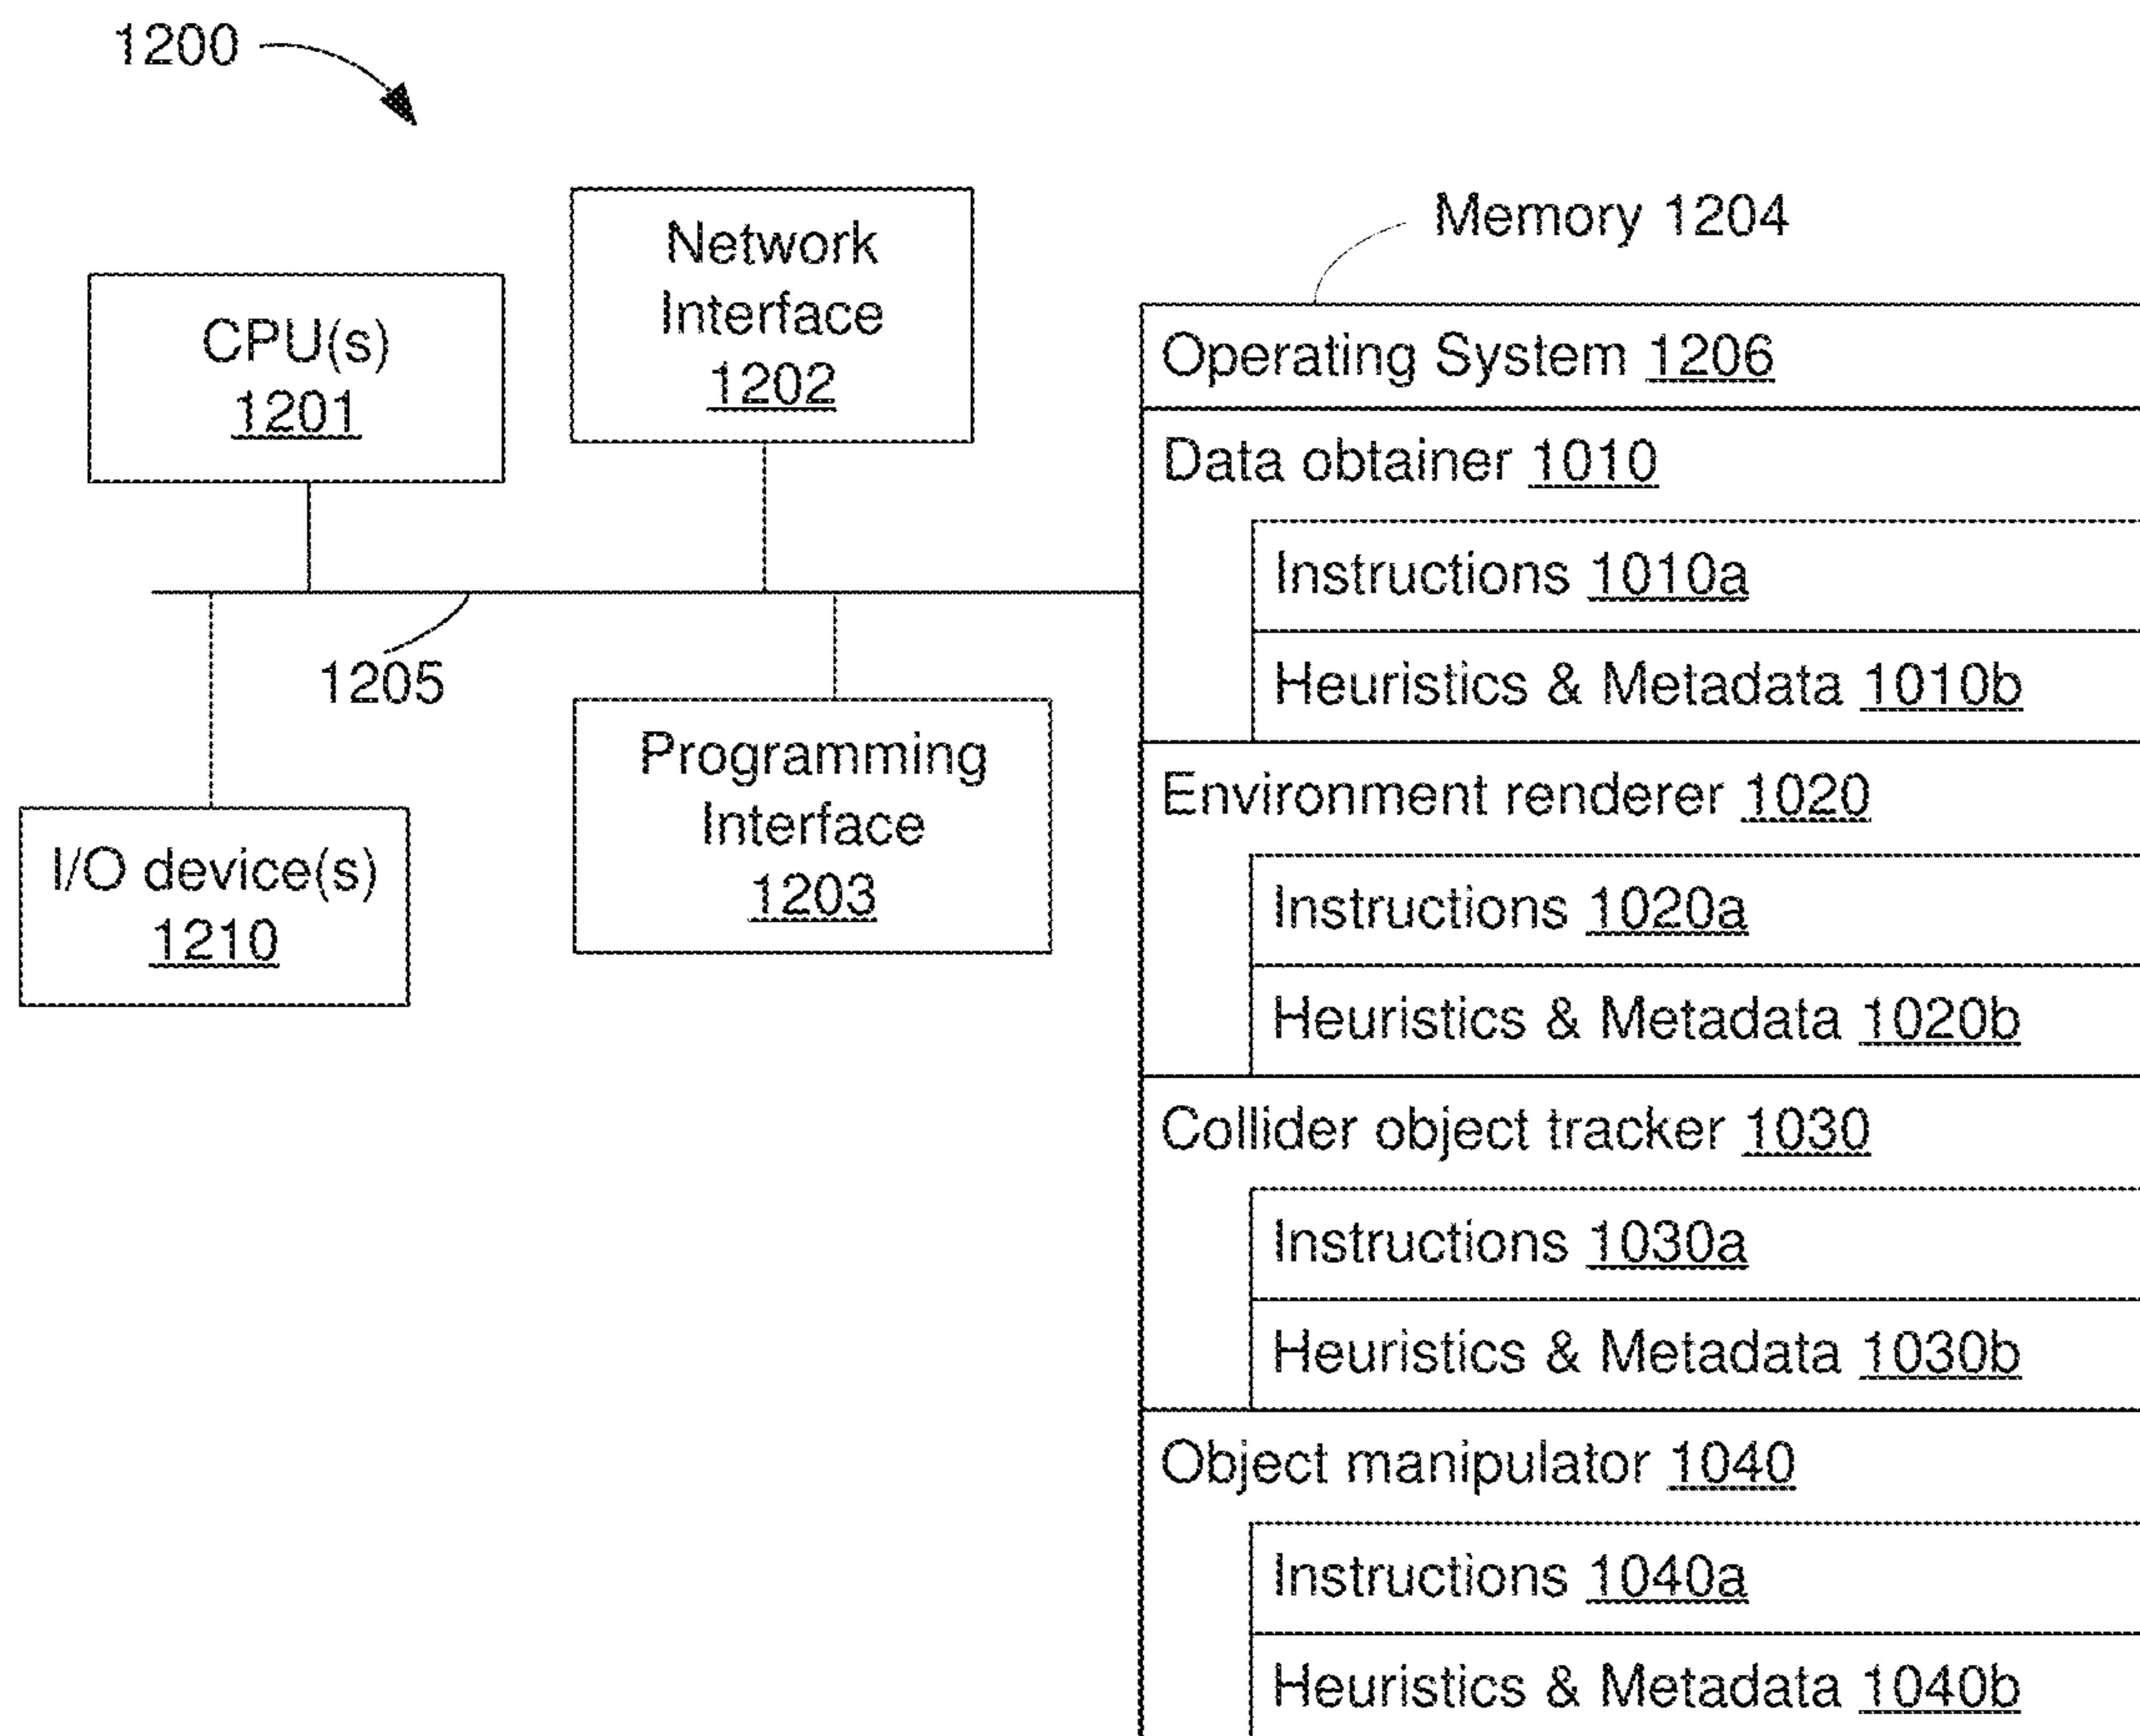 1200
Network
Interface
1202
Memory 1204
CPU(s)
1201
Operating System 1206
Data obtainer 1010
Instructions 1010a
Heuristics & Metadata 1010b
1205
Programming
Interface
1203
I/O device(s)
1210
Environment renderer 1020
Instructions 1020a
Heuristics & Metadata 1020b
Collider object tracker 1030
Instructions 1030a
Heuristics & Metadata 1030b
Object manipulator 1040
Instructions 1040a
Heuristics & Metadata 1040b